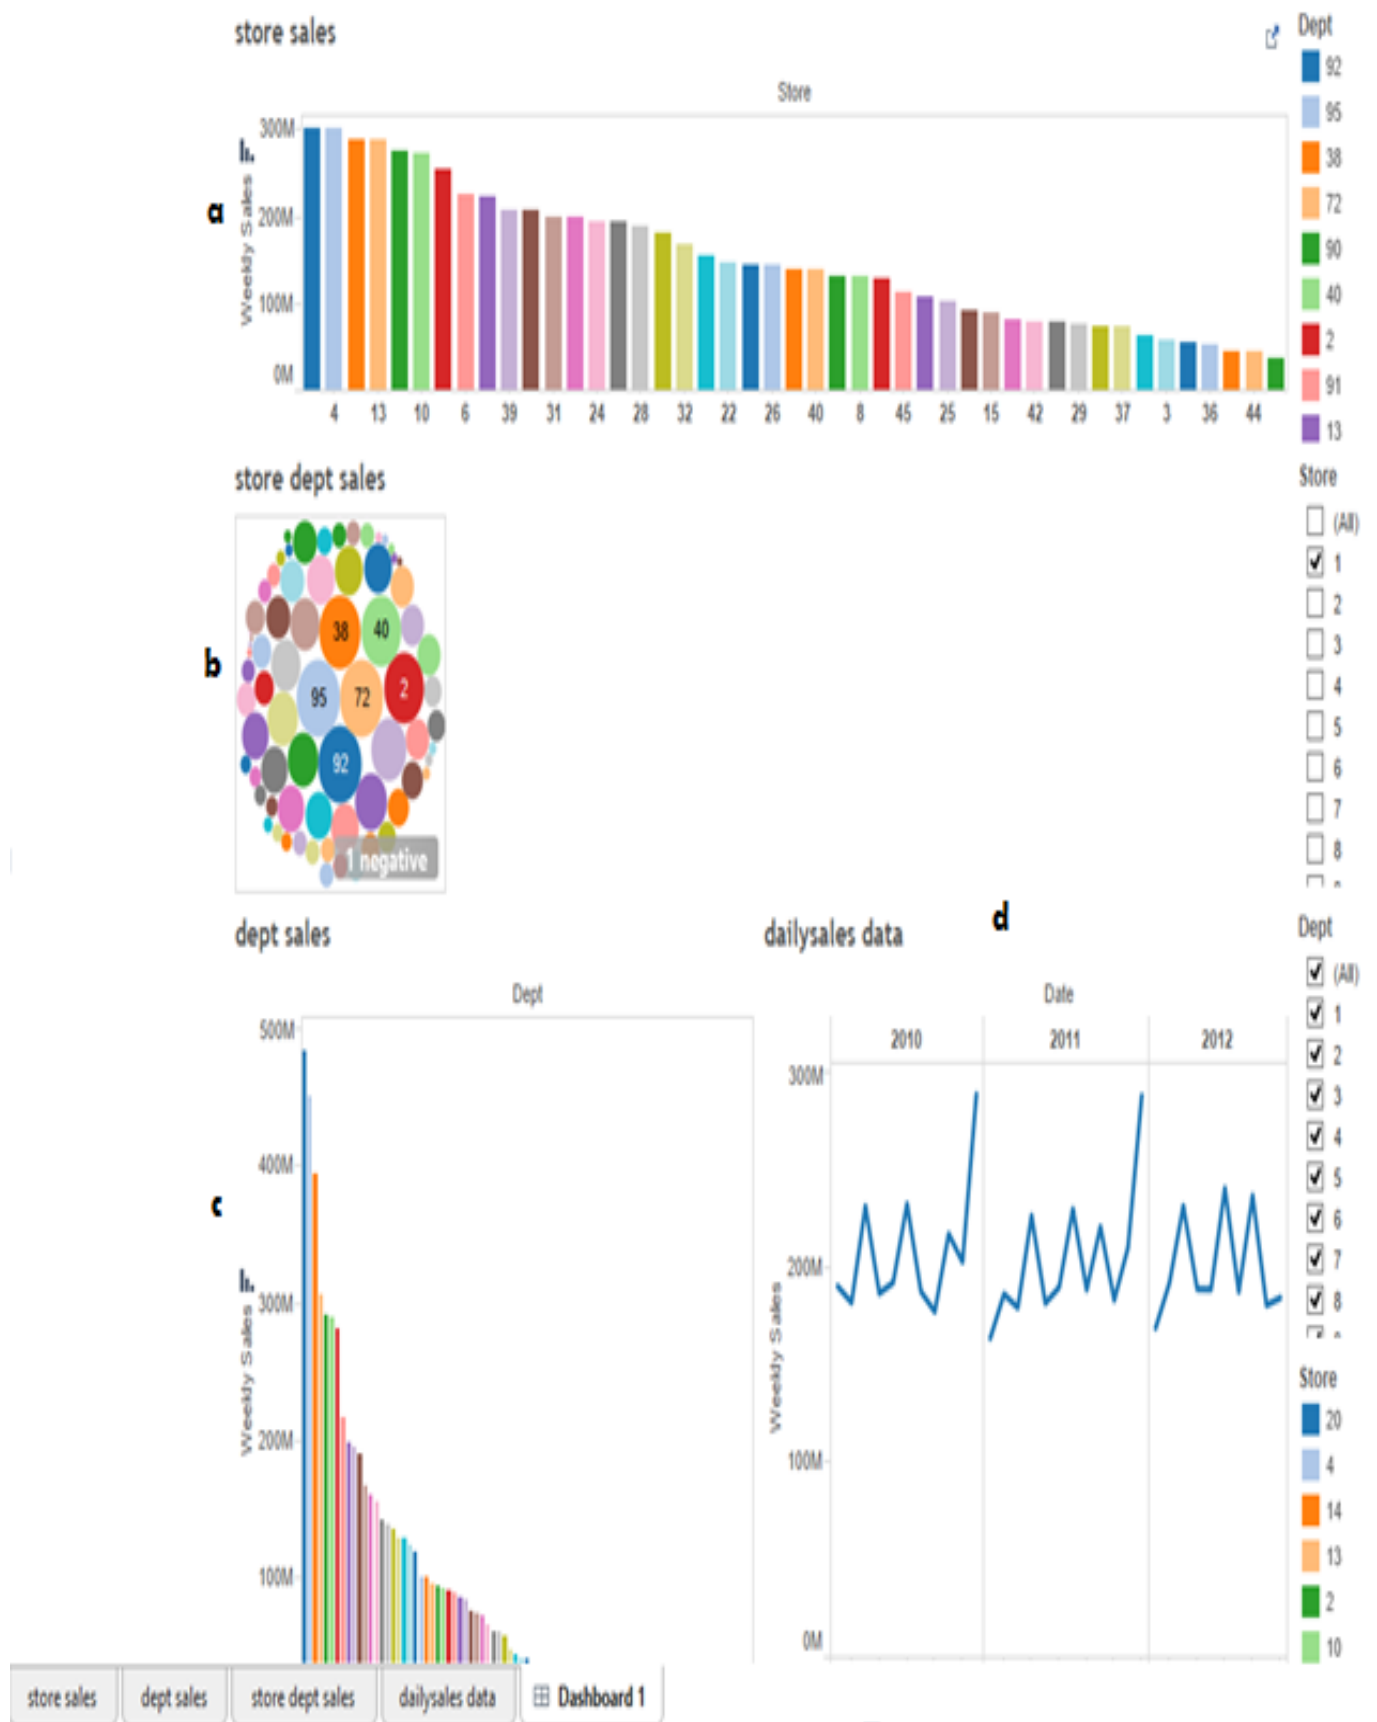 store sales
Dept
92
95
38
72
90
40
2
91
13
Store
300M
200M
100M
0M
Weekly Sales
a
4 13 10 6 39 31 24 28 32 22 26 40 8 45 25 15 42 29 37 3 36 44
store dept sales
Store
(All)
1
2
3
4
5
6
7
8
b
38 40
95 72 2
92
1 negative
dept sales
Dept
500M
400M
300M
200M
100M
Weekly Sales
c
dailysales data
d
Date
2010 2011 2012
300M
200M
100M
0M
Weekly Sales
Dept
(All)
1
2
3
4
5
6
7
8
Store
20
4
14
13
2
10
store sales dept sales store dept sales dailysales data Dashboard 1